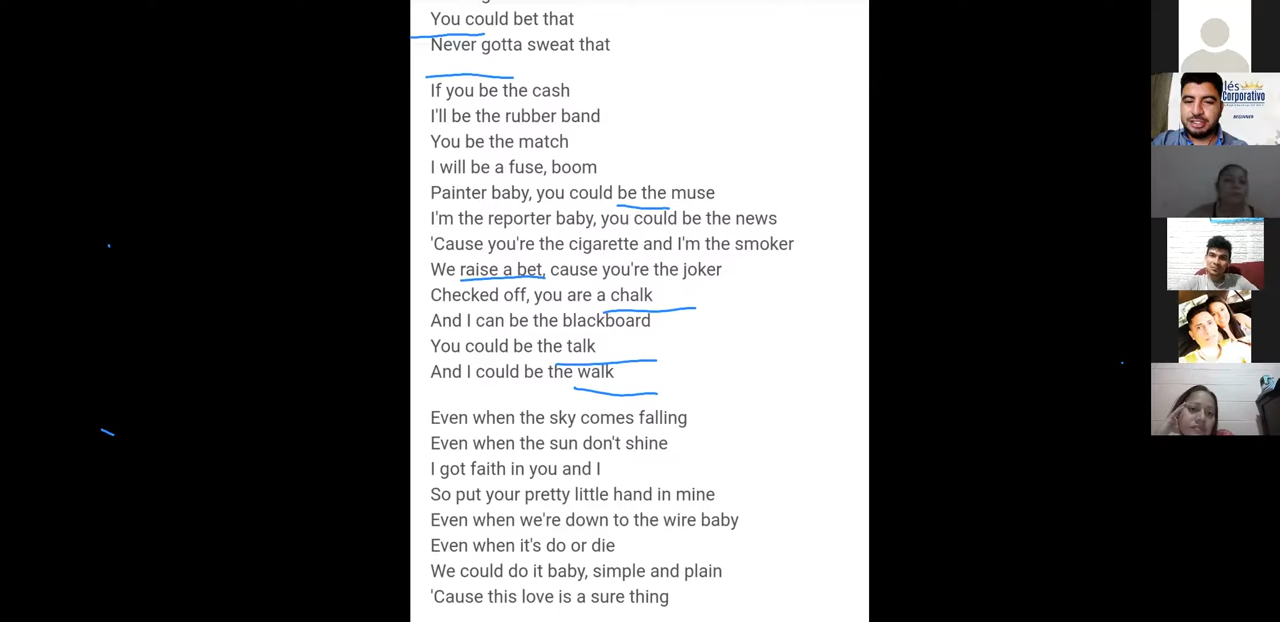 You could bet that
Never gotta sweat that
If you be the cash
I'll be the rubber band
You be the match
I will be a fuse, boom
Painter baby, you could be the muse
I'm the reporter baby, you could be the news
'Cause you're the cigarette and I'm the smoker
We raise a bet, cause you're the joker
Checked off, you are a chalk
And I can be the blackboard
You could be the talk
And I could be the walk
Even when the sky comes falling
Even when the sun don't shine
I got faith in you and I
So put your pretty little hand in mine
Even when we're down to the wire baby
Even when it's do or die
We could do it baby, simple and plain
'Cause this love is a sure thing
lés
Corporativo
BEGINNER